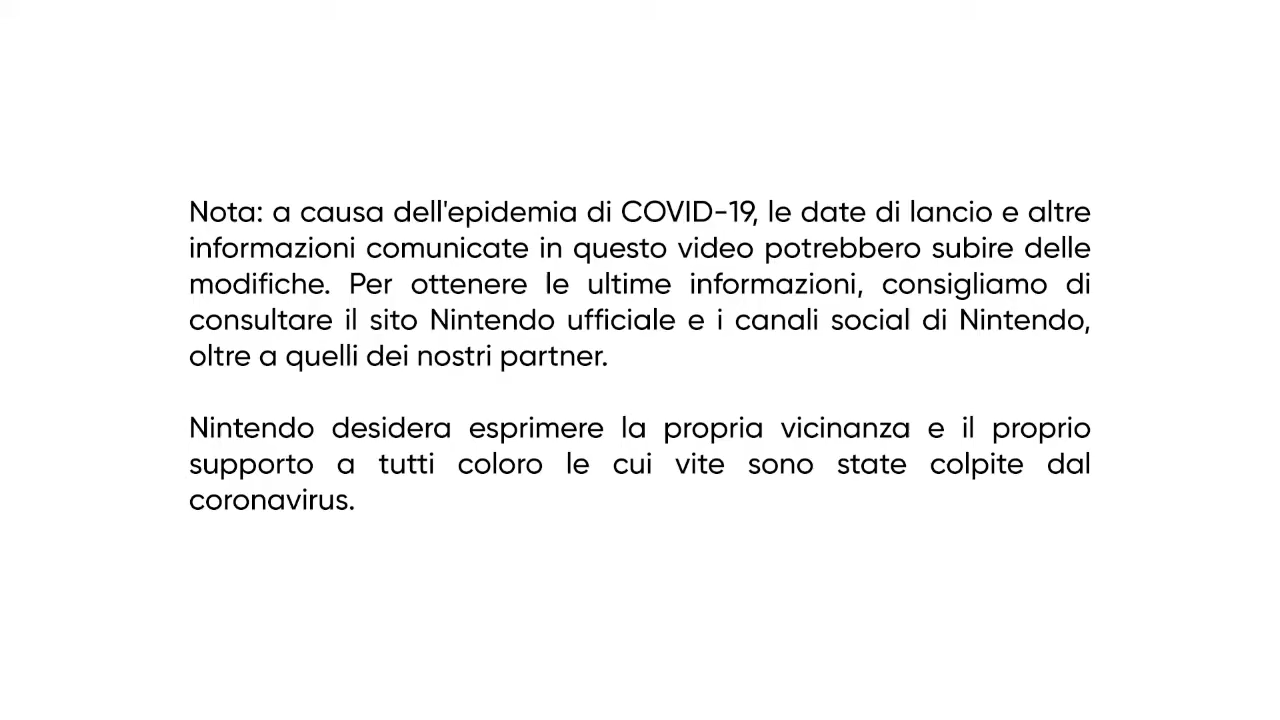 Nota: a causa dell'epidemia di COVID-19, le date di lancio e altre
informazioni comunicate in questo video potrebbero subire delle
modifiche. Per ottenere le ultime informazioni, consigliamo di
consultare il sito Nintendo ufficiale e i canali social di Nintendo,
oltre a quelli dei nostri partner.
Nintendo desidera esprimere la propria vicinanza e il proprio
supporto a tutti coloro le cui vite sono state colpite dal
coronavirus.